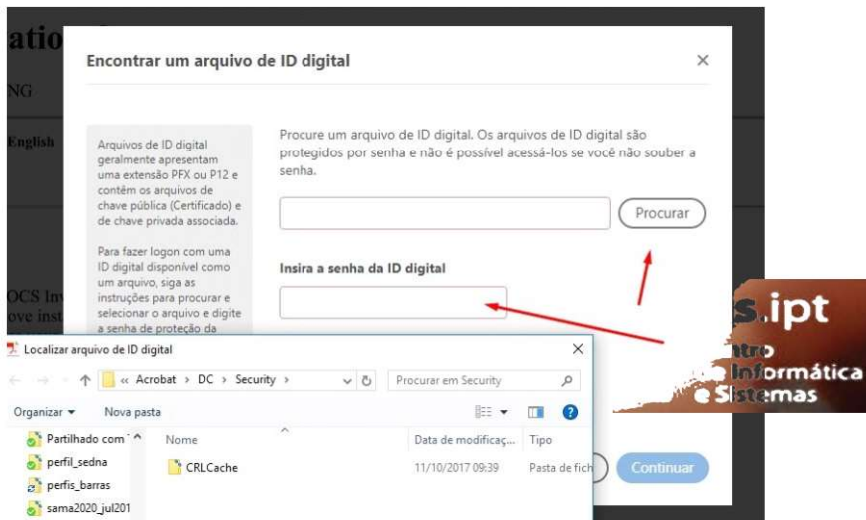 atio
NG
English
OCS In
ove inst
Encontrar um arquivo de ID digital
Arquivos de ID digital
geralmente apresentam
uma extensão PFX ou P12 e
contêm os arquivos de
chave pública (Certificado) e
de chave privada associada.
Para fazer logon com uma
ID digital disponível como
um arquivo, siga as
instruções para procurar e
selecionar o arquivo e digite
a senha de proteção da
Procure um arquivo de ID digital. Os arquivos de ID digital são
protegidos por senha e não é possível acessá-los se você não souber a
senha.
Procurar
Insira a senha da ID digital
Continuar
Localizar arquivo de ID digital
« Acrobat > DC > Security >
Procurar em Security
Organizar
Nova pasta
Partilhado com
perfil_sedna
perfis_barras
sama2020_jul201
Nome
Data de modificaç...
Tipo
CRLCache
11/10/2017 09:39
Pasta de fich
s.ipt
ntro
e Informática
e Sistemas